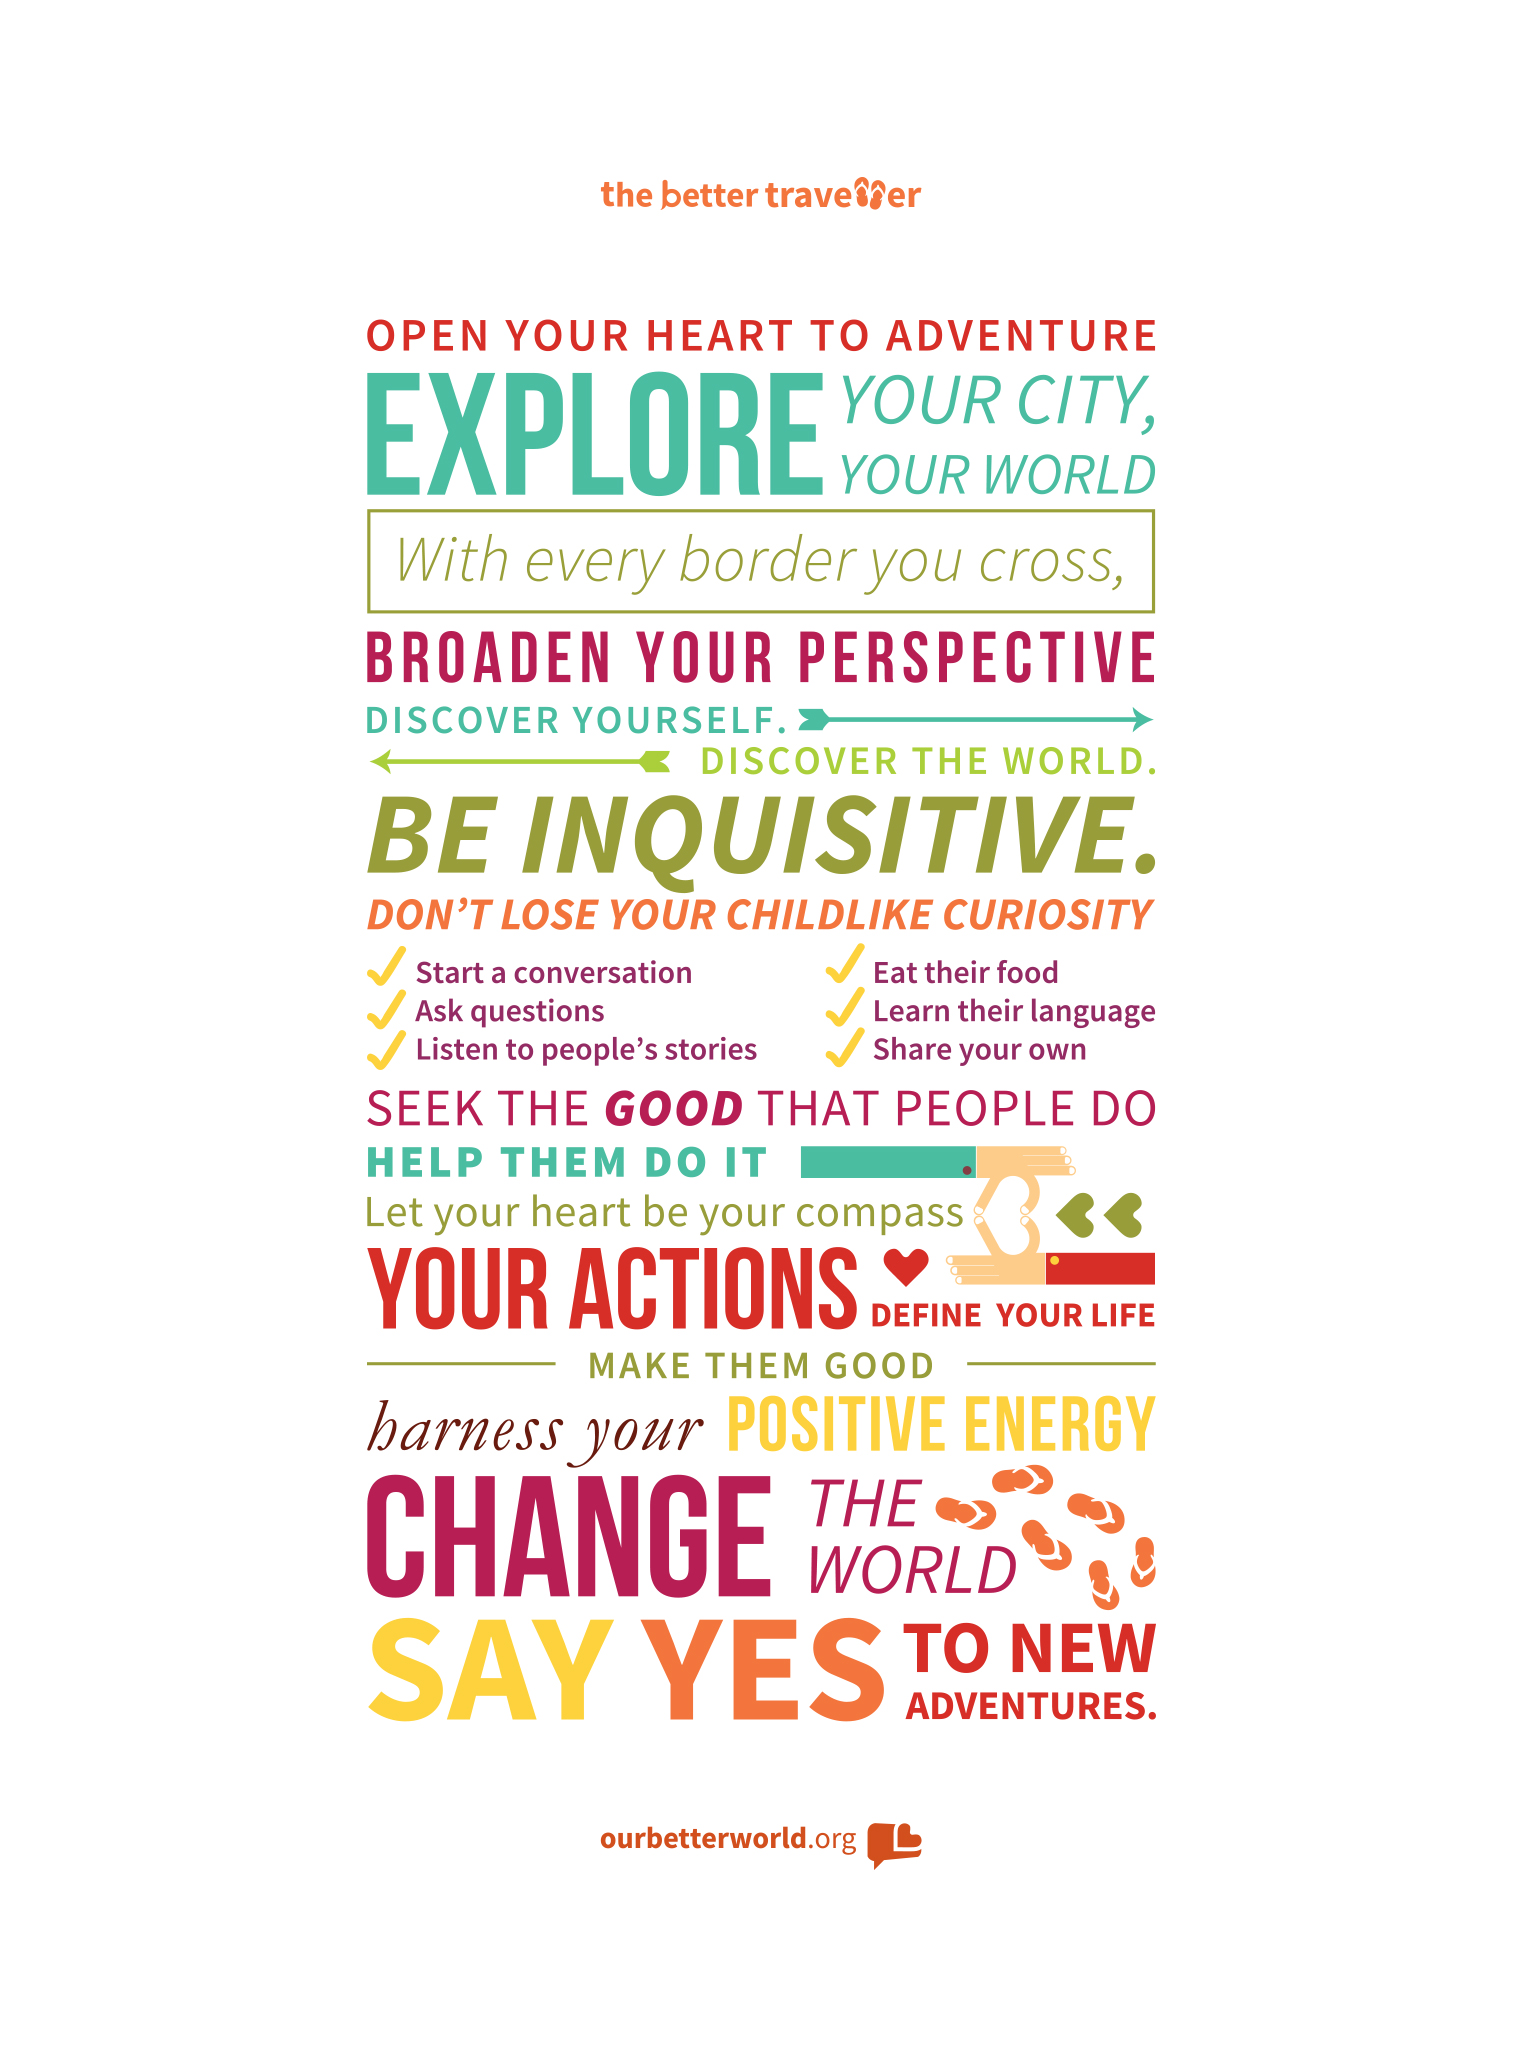 the better traveller
OPEN YOUR HEART TO ADVENTURE
EXPLORE YOUR CITY,
YOUR WORLD
With every border you cross,
BROADEN YOUR PERSPECTIVE
DISCOVER YOURSELF.
DISCOVER THE WORLD.
BE INQUISITIVE.
DON'T LOSE YOUR CHILDLIKE CURIOSITY
Start a conversation
Ask questions
Listen to people's stories
Eat their food
Learn their language
Share your own
SEEK THE GOOD THAT PEOPLE DO
HELP THEM DO IT
Let your heart be your compass
YOUR ACTIONS
DEFINE YOUR LIFE
MAKE THEM GOOD
harness your POSITIVE ENERGY
CHANGE THE
WORLD
SAY YES TO NEW
ADVENTURES.
ourbetterworld.org